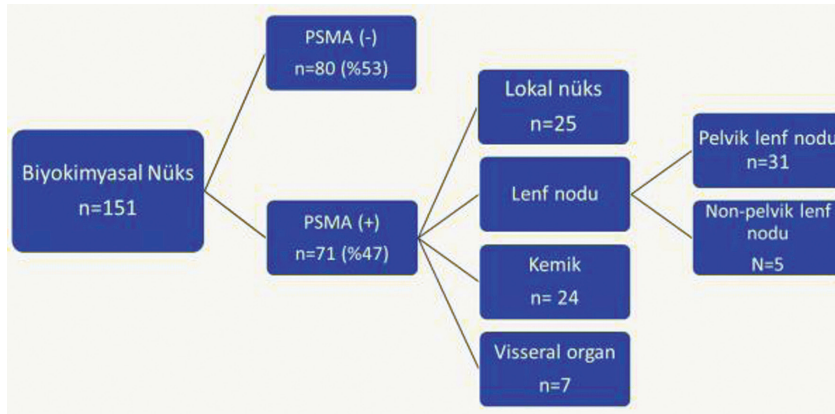 Biyokimyasal Nüks
n=151
PSMA (-)
n=80 (%53)
PSMA (+)
n=71 (%47)
Lokal nüks
n=25
Lenf nodu
Kemik
n= 24
Visseral organ
n=7
Pelvik lenf nodu
n=31
Non-pelvik lenf
nodu
N=5